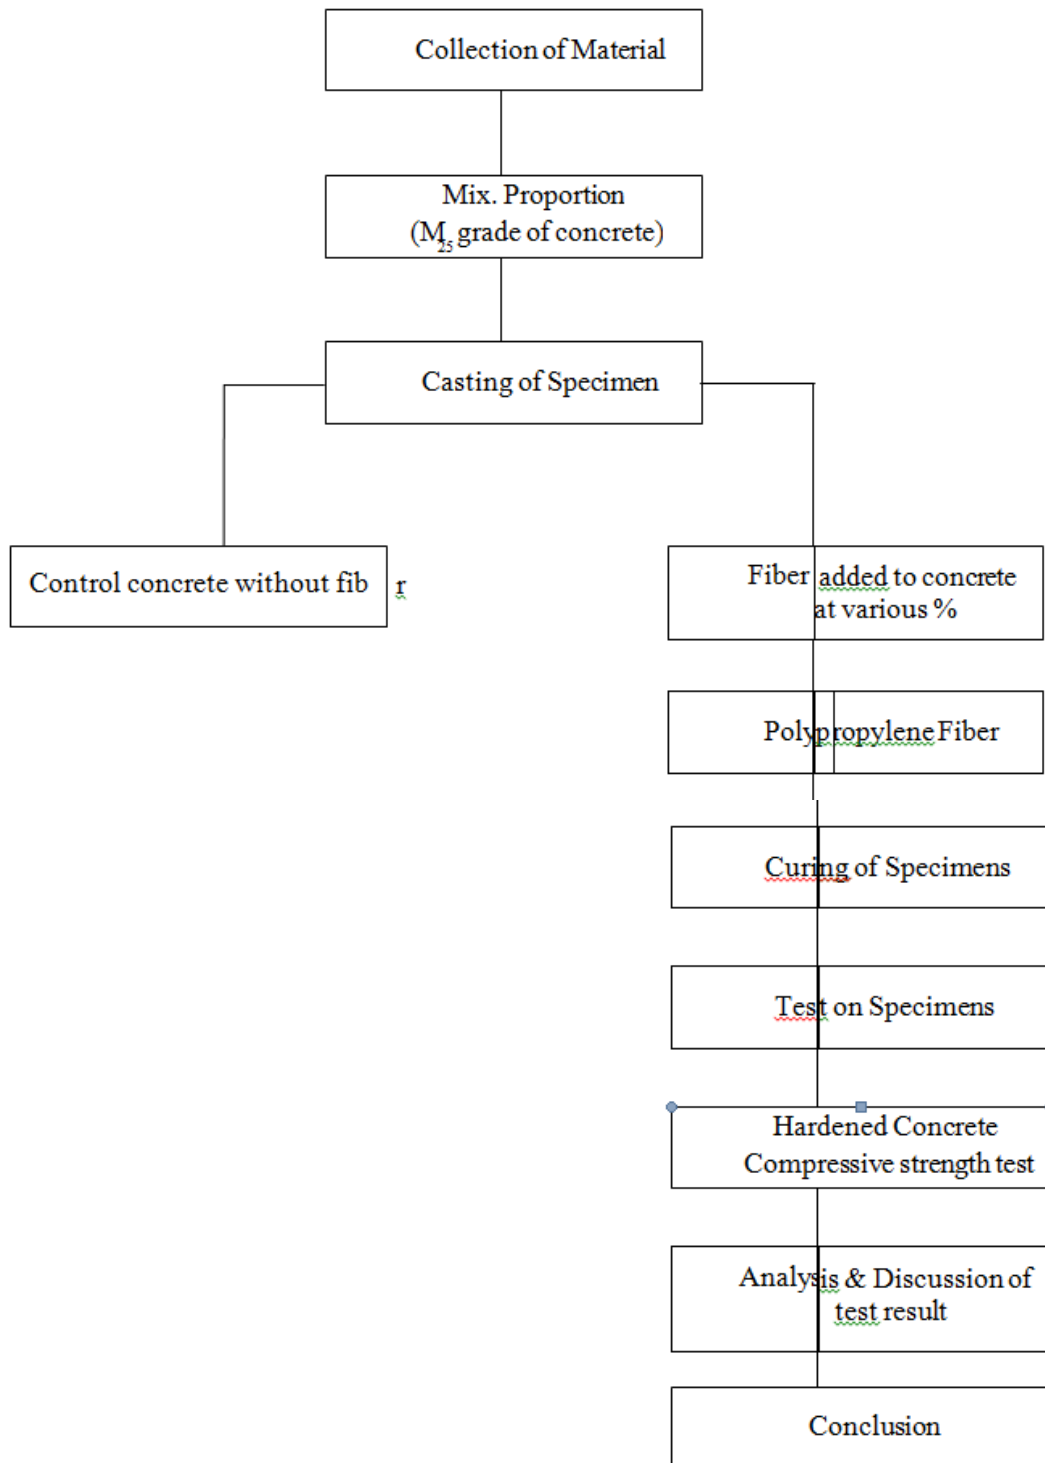 Collection of Material
Mix. Proportion
(M25 grade of concrete)
Casting of Specimen
Control concrete without fib r
Fiber added to concrete
at various %
Polypropylene Fiber
Curing of Specimens
Test on Specimens
Hardened Concrete
Compressive strength test
Analysis & Discussion of
test result
Conclusion